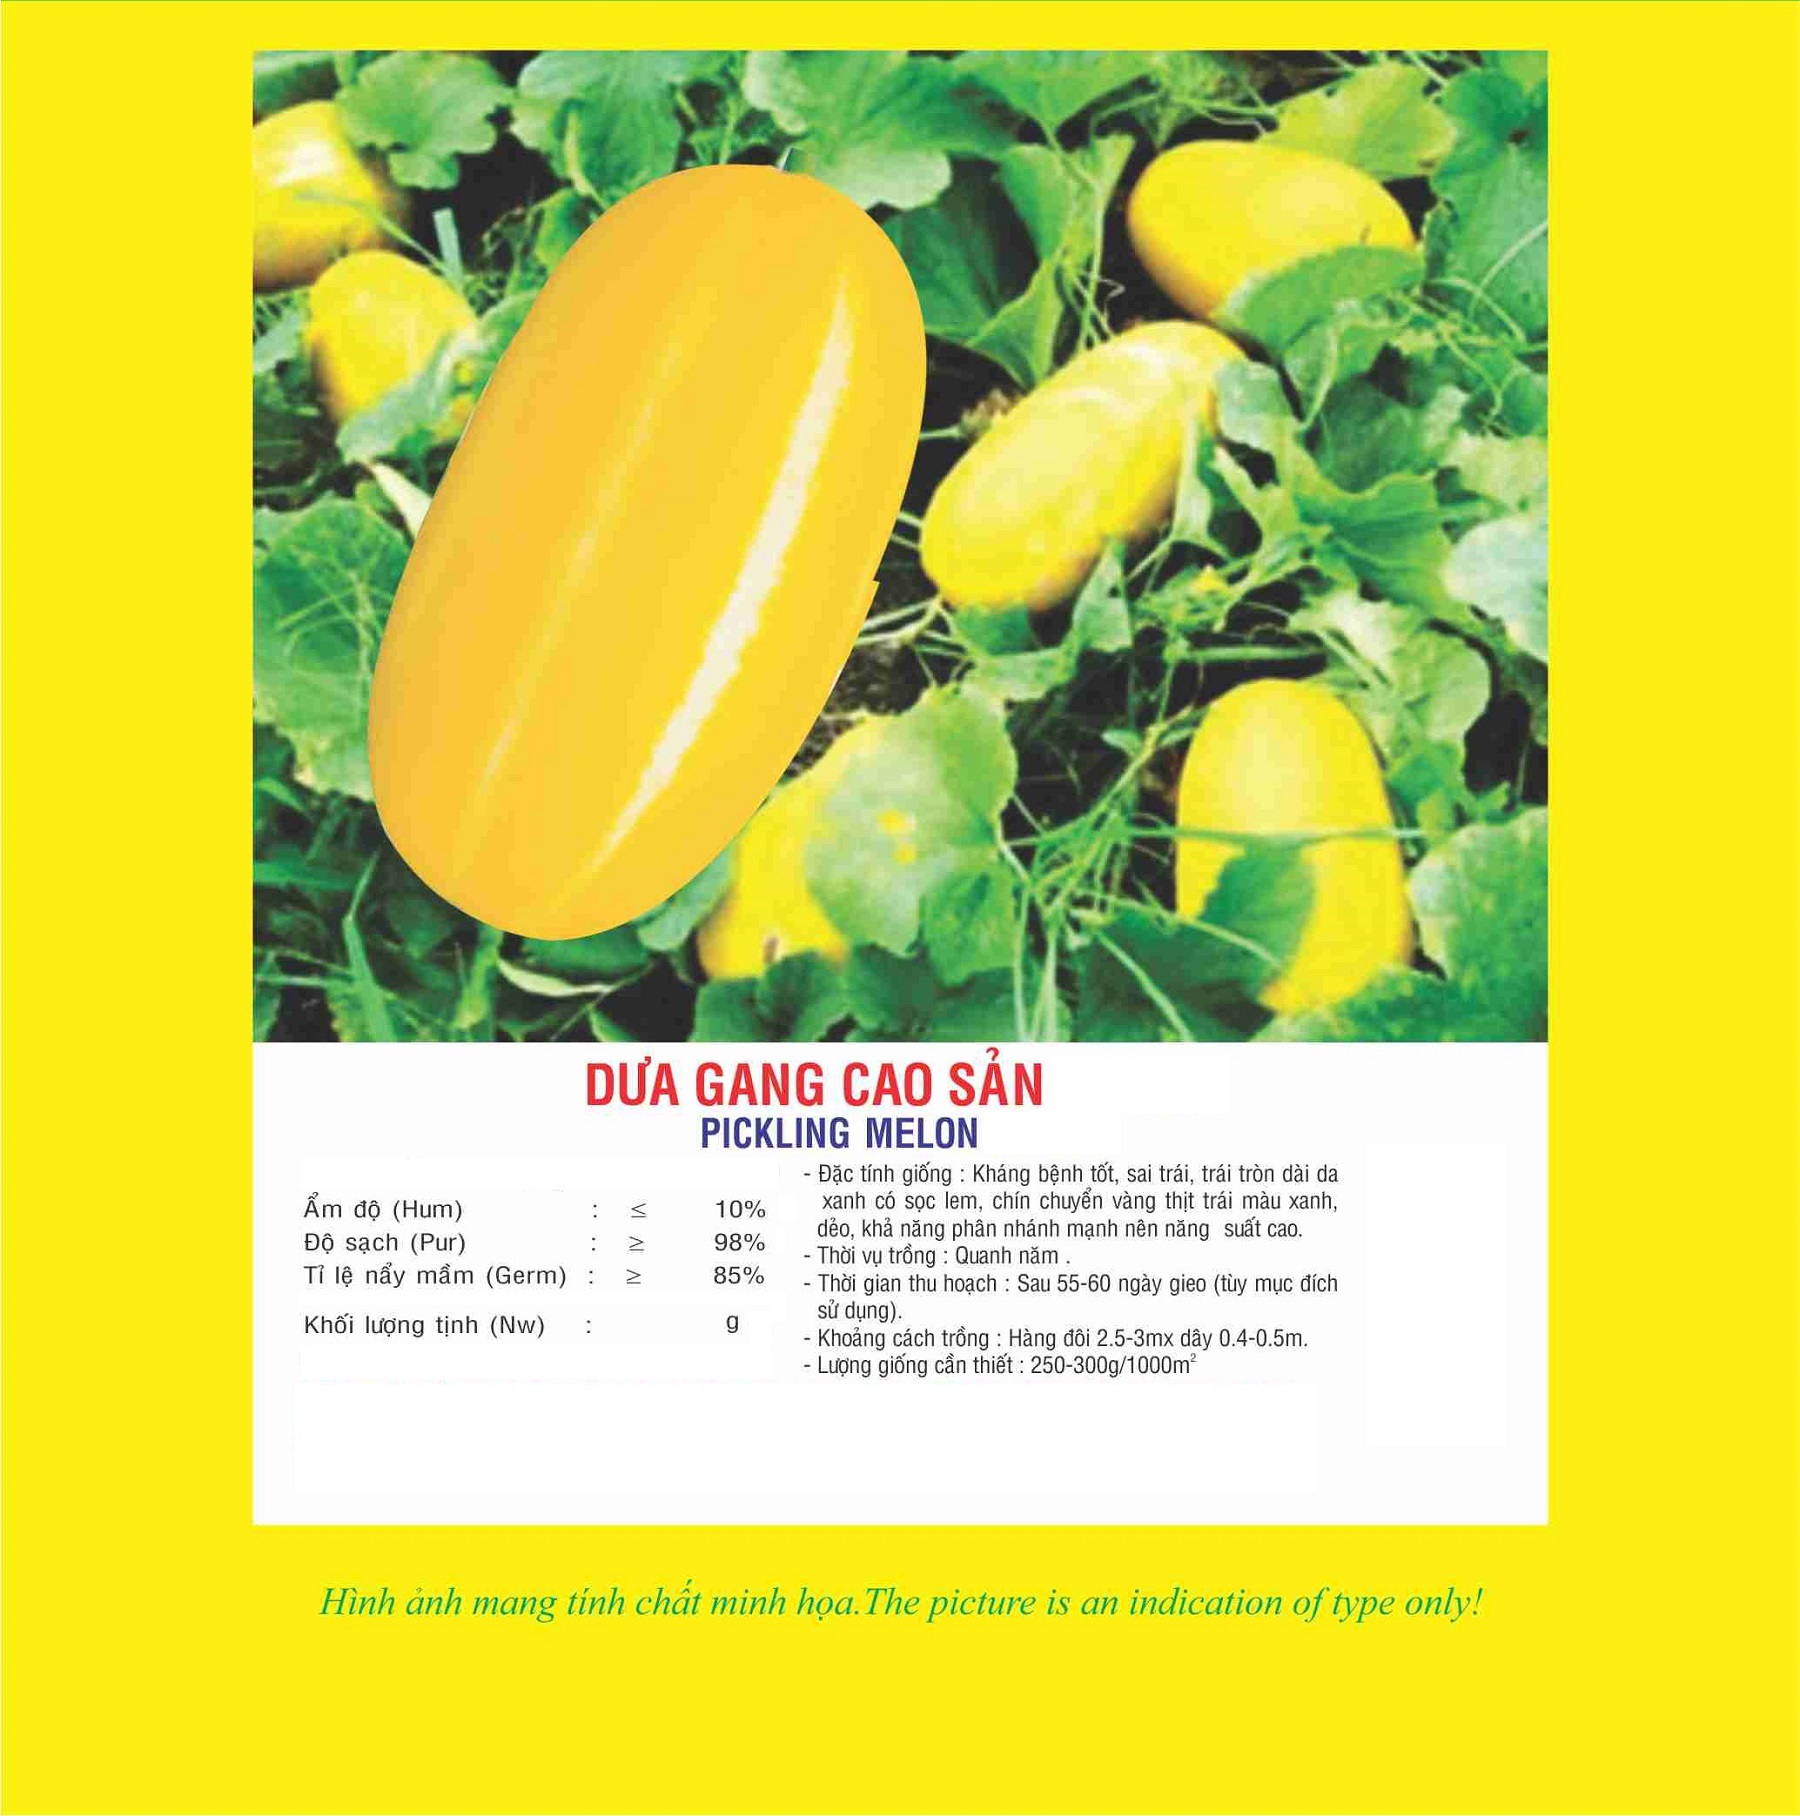 DƯA GANG CAO SẢN
PICKLING MELON
Ẩm độ (Hum) : ≤ 10%
Độ sạch (Pur) : ≥ 98%
Tỉ lệ nẩy mầm (Germ) : ≥ 85%
Khối lượng tịnh (Nw) : g
- Đặc tính giống : Kháng bệnh tốt, sai trái, trái tròn dài da
xanh có sọc lem, chín chuyển vàng thịt trái màu xanh,
dẻo, khả năng phân nhánh mạnh nên năng suất cao.
- Thời vụ trồng : Quanh năm .
- Thời gian thu hoạch : Sau 55-60 ngày gieo (tùy mục đích
sử dụng).
- Khoảng cách trồng : Hàng đôi 2.5-3mx dây 0.4-0.5m.
- Lượng giống cần thiết : 250-300g/1000m²
Hình ảnh mang tính chất minh họa.The picture is an indication of type only!